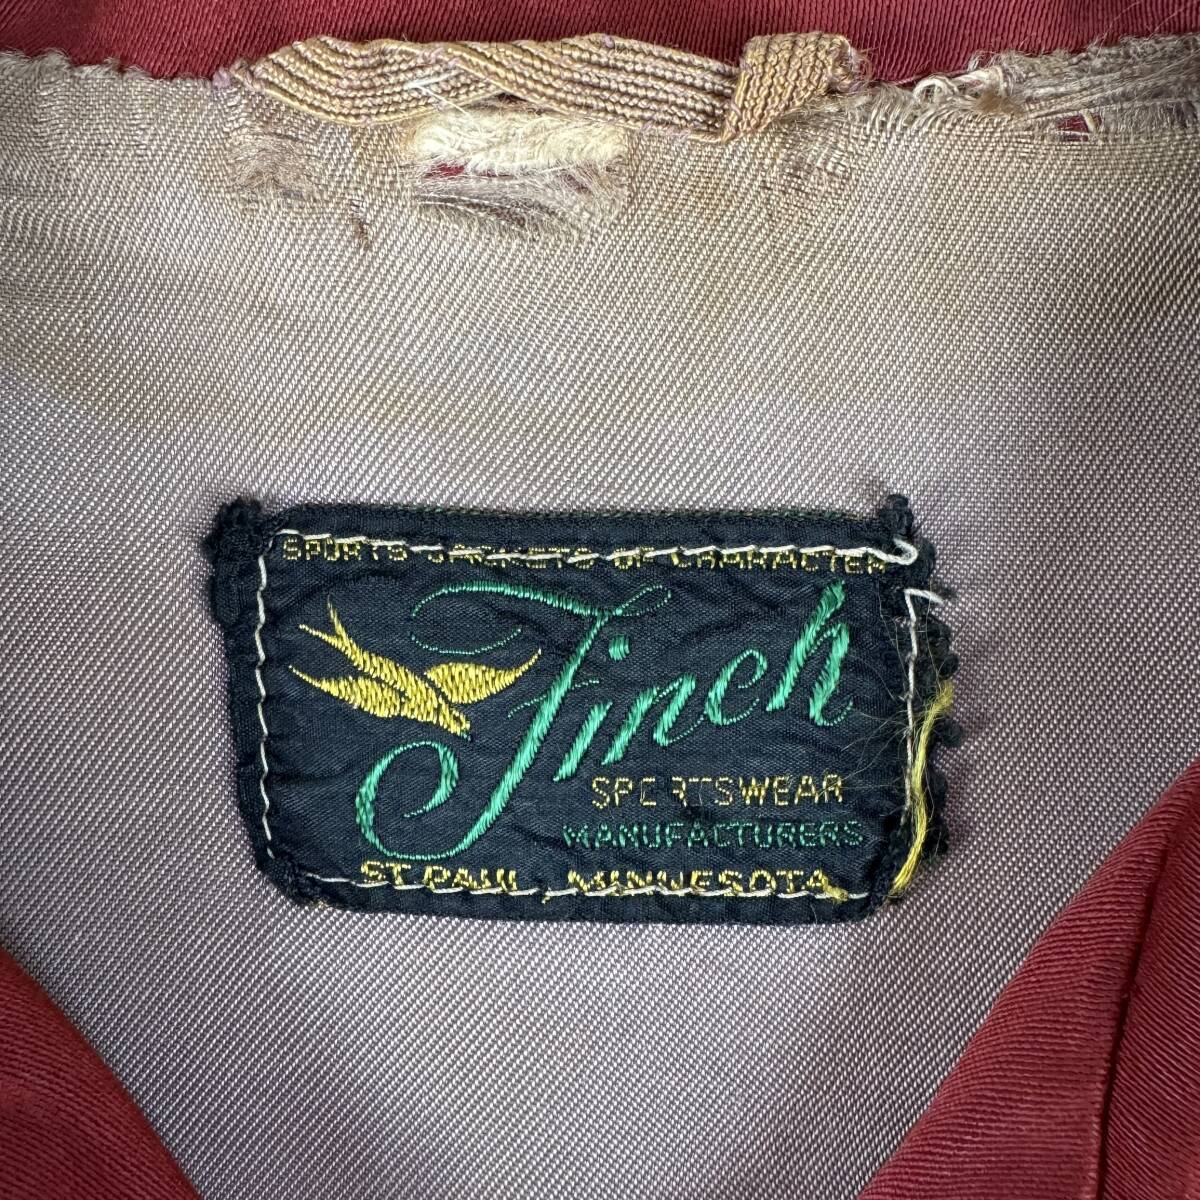 SPORTS JACKETS OF CHARACTER
Finch
SPORTSWEAR
MANUFACTURERS
ST. PAUL, MINNESOTA